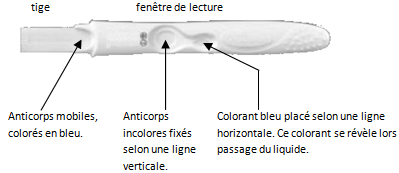 tige
fenêtre de lecture
Anticorps mobiles,
colorés en bleu.
Anticorps
incolores fixés
selon une ligne
verticale.
Colorant bleu placé selon une ligne
horizontale. Ce colorant se révèle lors
passage du liquide.